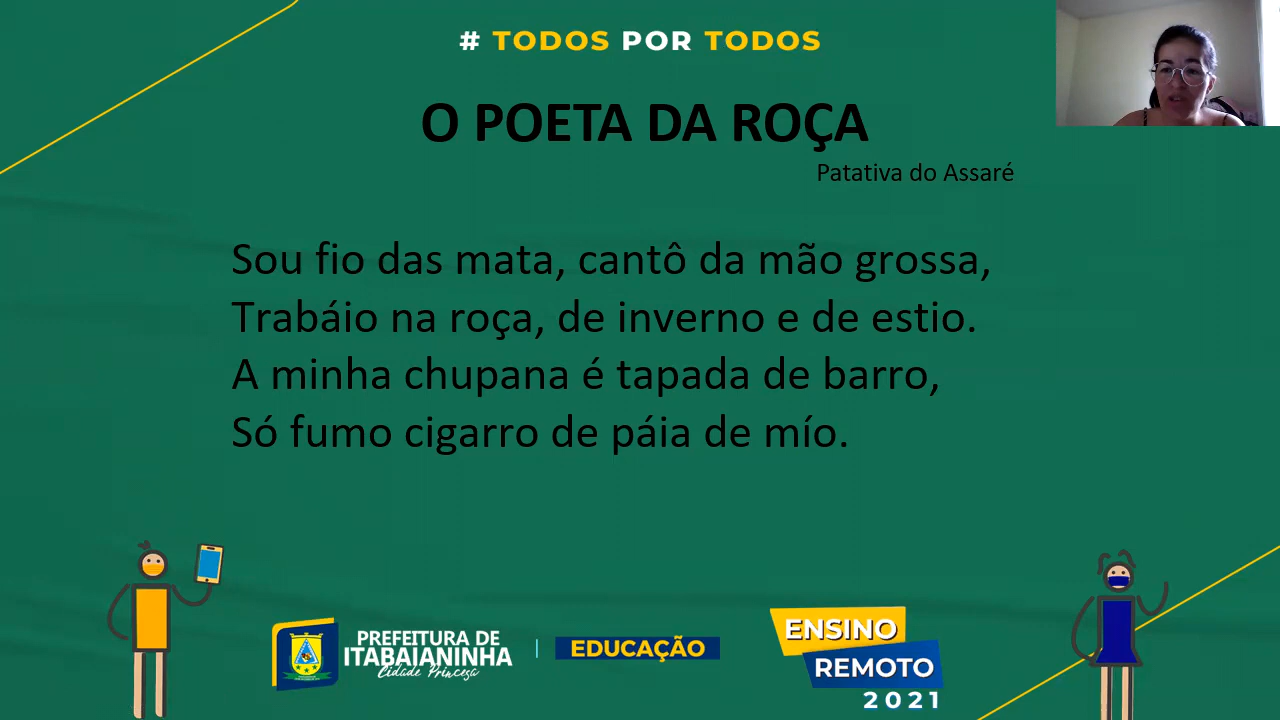 # TODOS POR TODOS
O POETA DA ROÇA
Patativa do Assaré
Sou fio das mata, cantô da mão grossa,
Trabáio na roça, de inverno e de estio.
A minha chupana é tapada de barro,
Só fumo cigarro de páia de mío.
PREFEITURA DE
ITABAIANINHA
Cidade Princesa
EDUCAÇÃO
ENSINO
REMOTO
2021